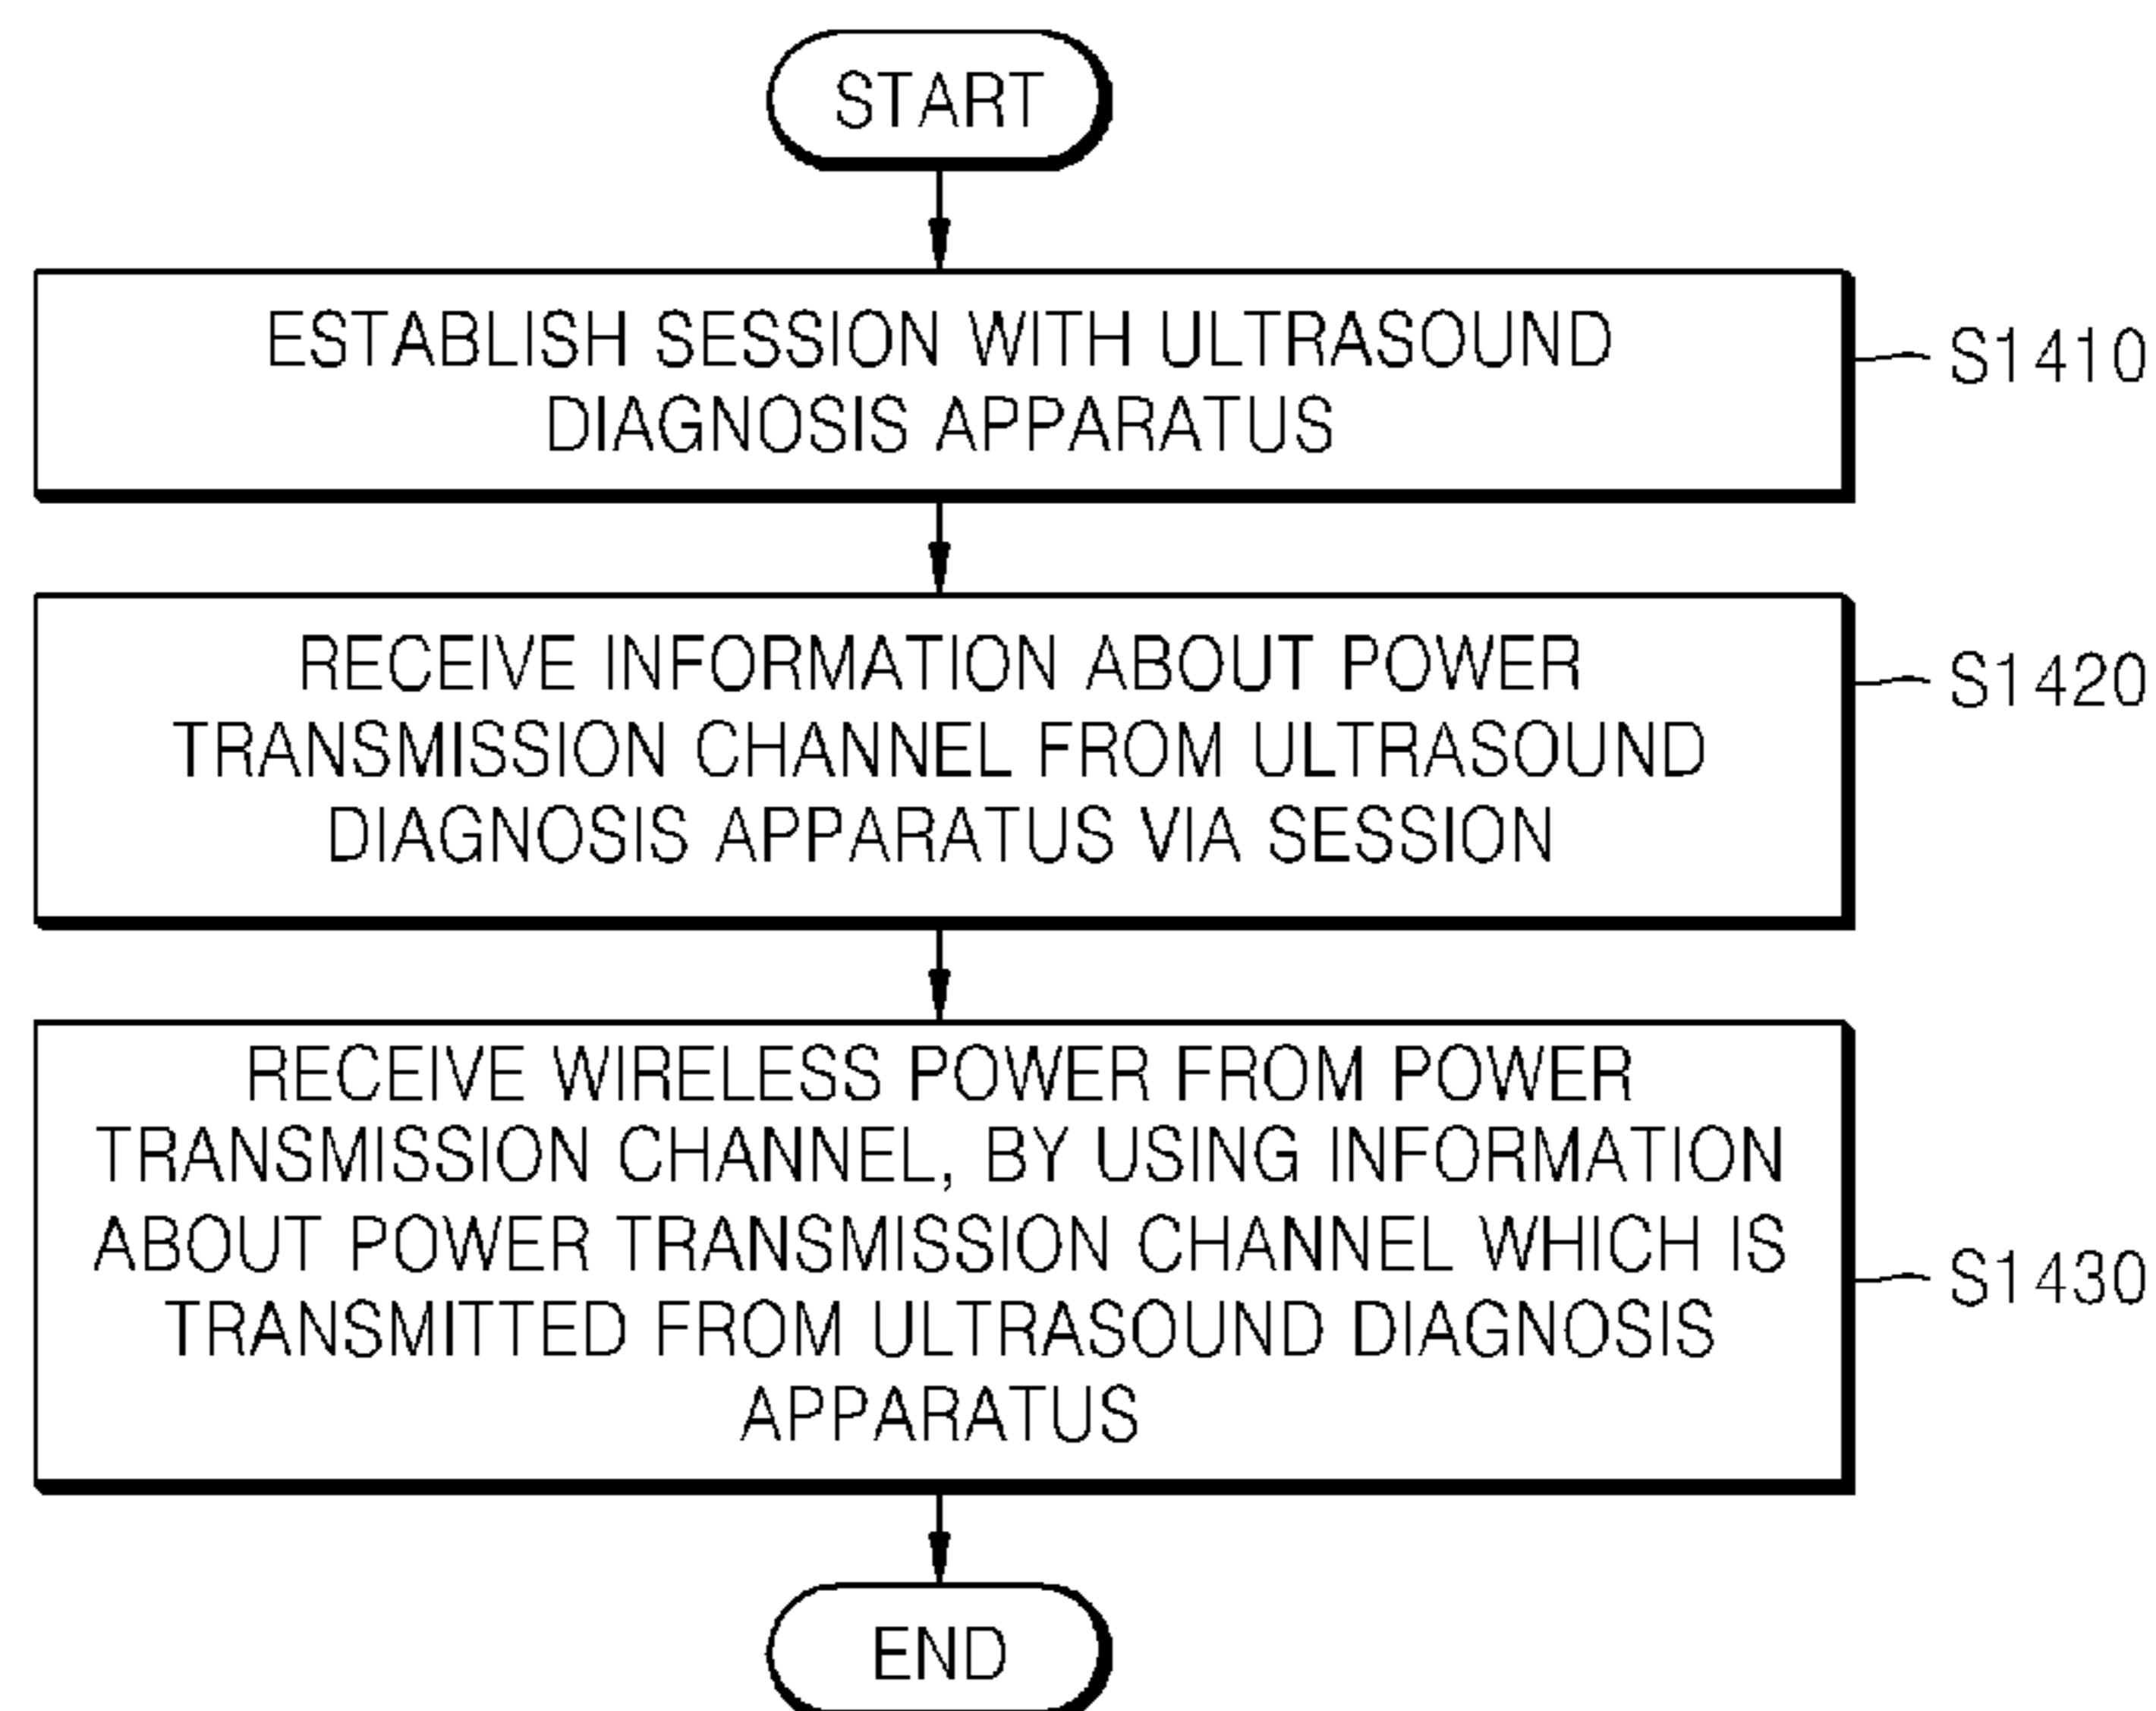 START
ESTABLISH SESSION WITH ULTRASOUND
DIAGNOSIS APPARATUS
S1410
RECEIVE INFORMATION ABOUT POWER
TRANSMISSION CHANNEL FROM ULTRASOUND
DIAGNOSIS APPARATUS VIA SESSION
S1420
RECEIVE WIRELESS POWER FROM POWER
TRANSMISSION CHANNEL, BY USING INFORMATION
ABOUT POWER TRANSMISSION CHANNEL WHICH IS
TRANSMITTED FROM ULTRASOUND DIAGNOSIS
APPARATUS
S1430
END